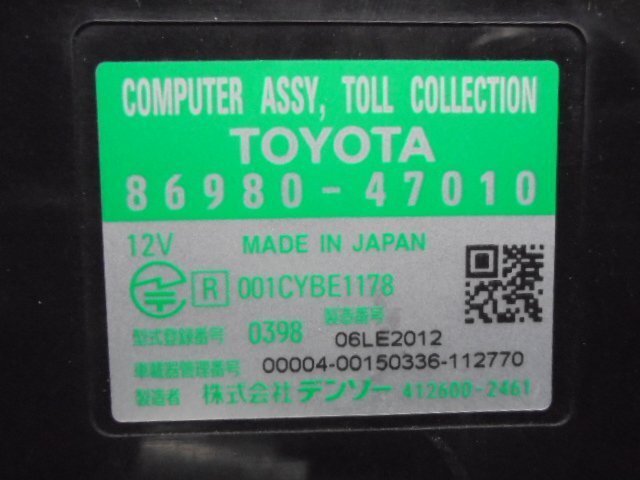 COMPUTER ASSY, TOLL COLLECTION
TOYOTA
86980-47010
12V MADE IN JAPAN
R 001CYBE1178
型式登録番号 0398 製造番号 06LE2012
車載器管理番号 00004-00150336-112770
製造者 株式会社 デンソー 412600-2461